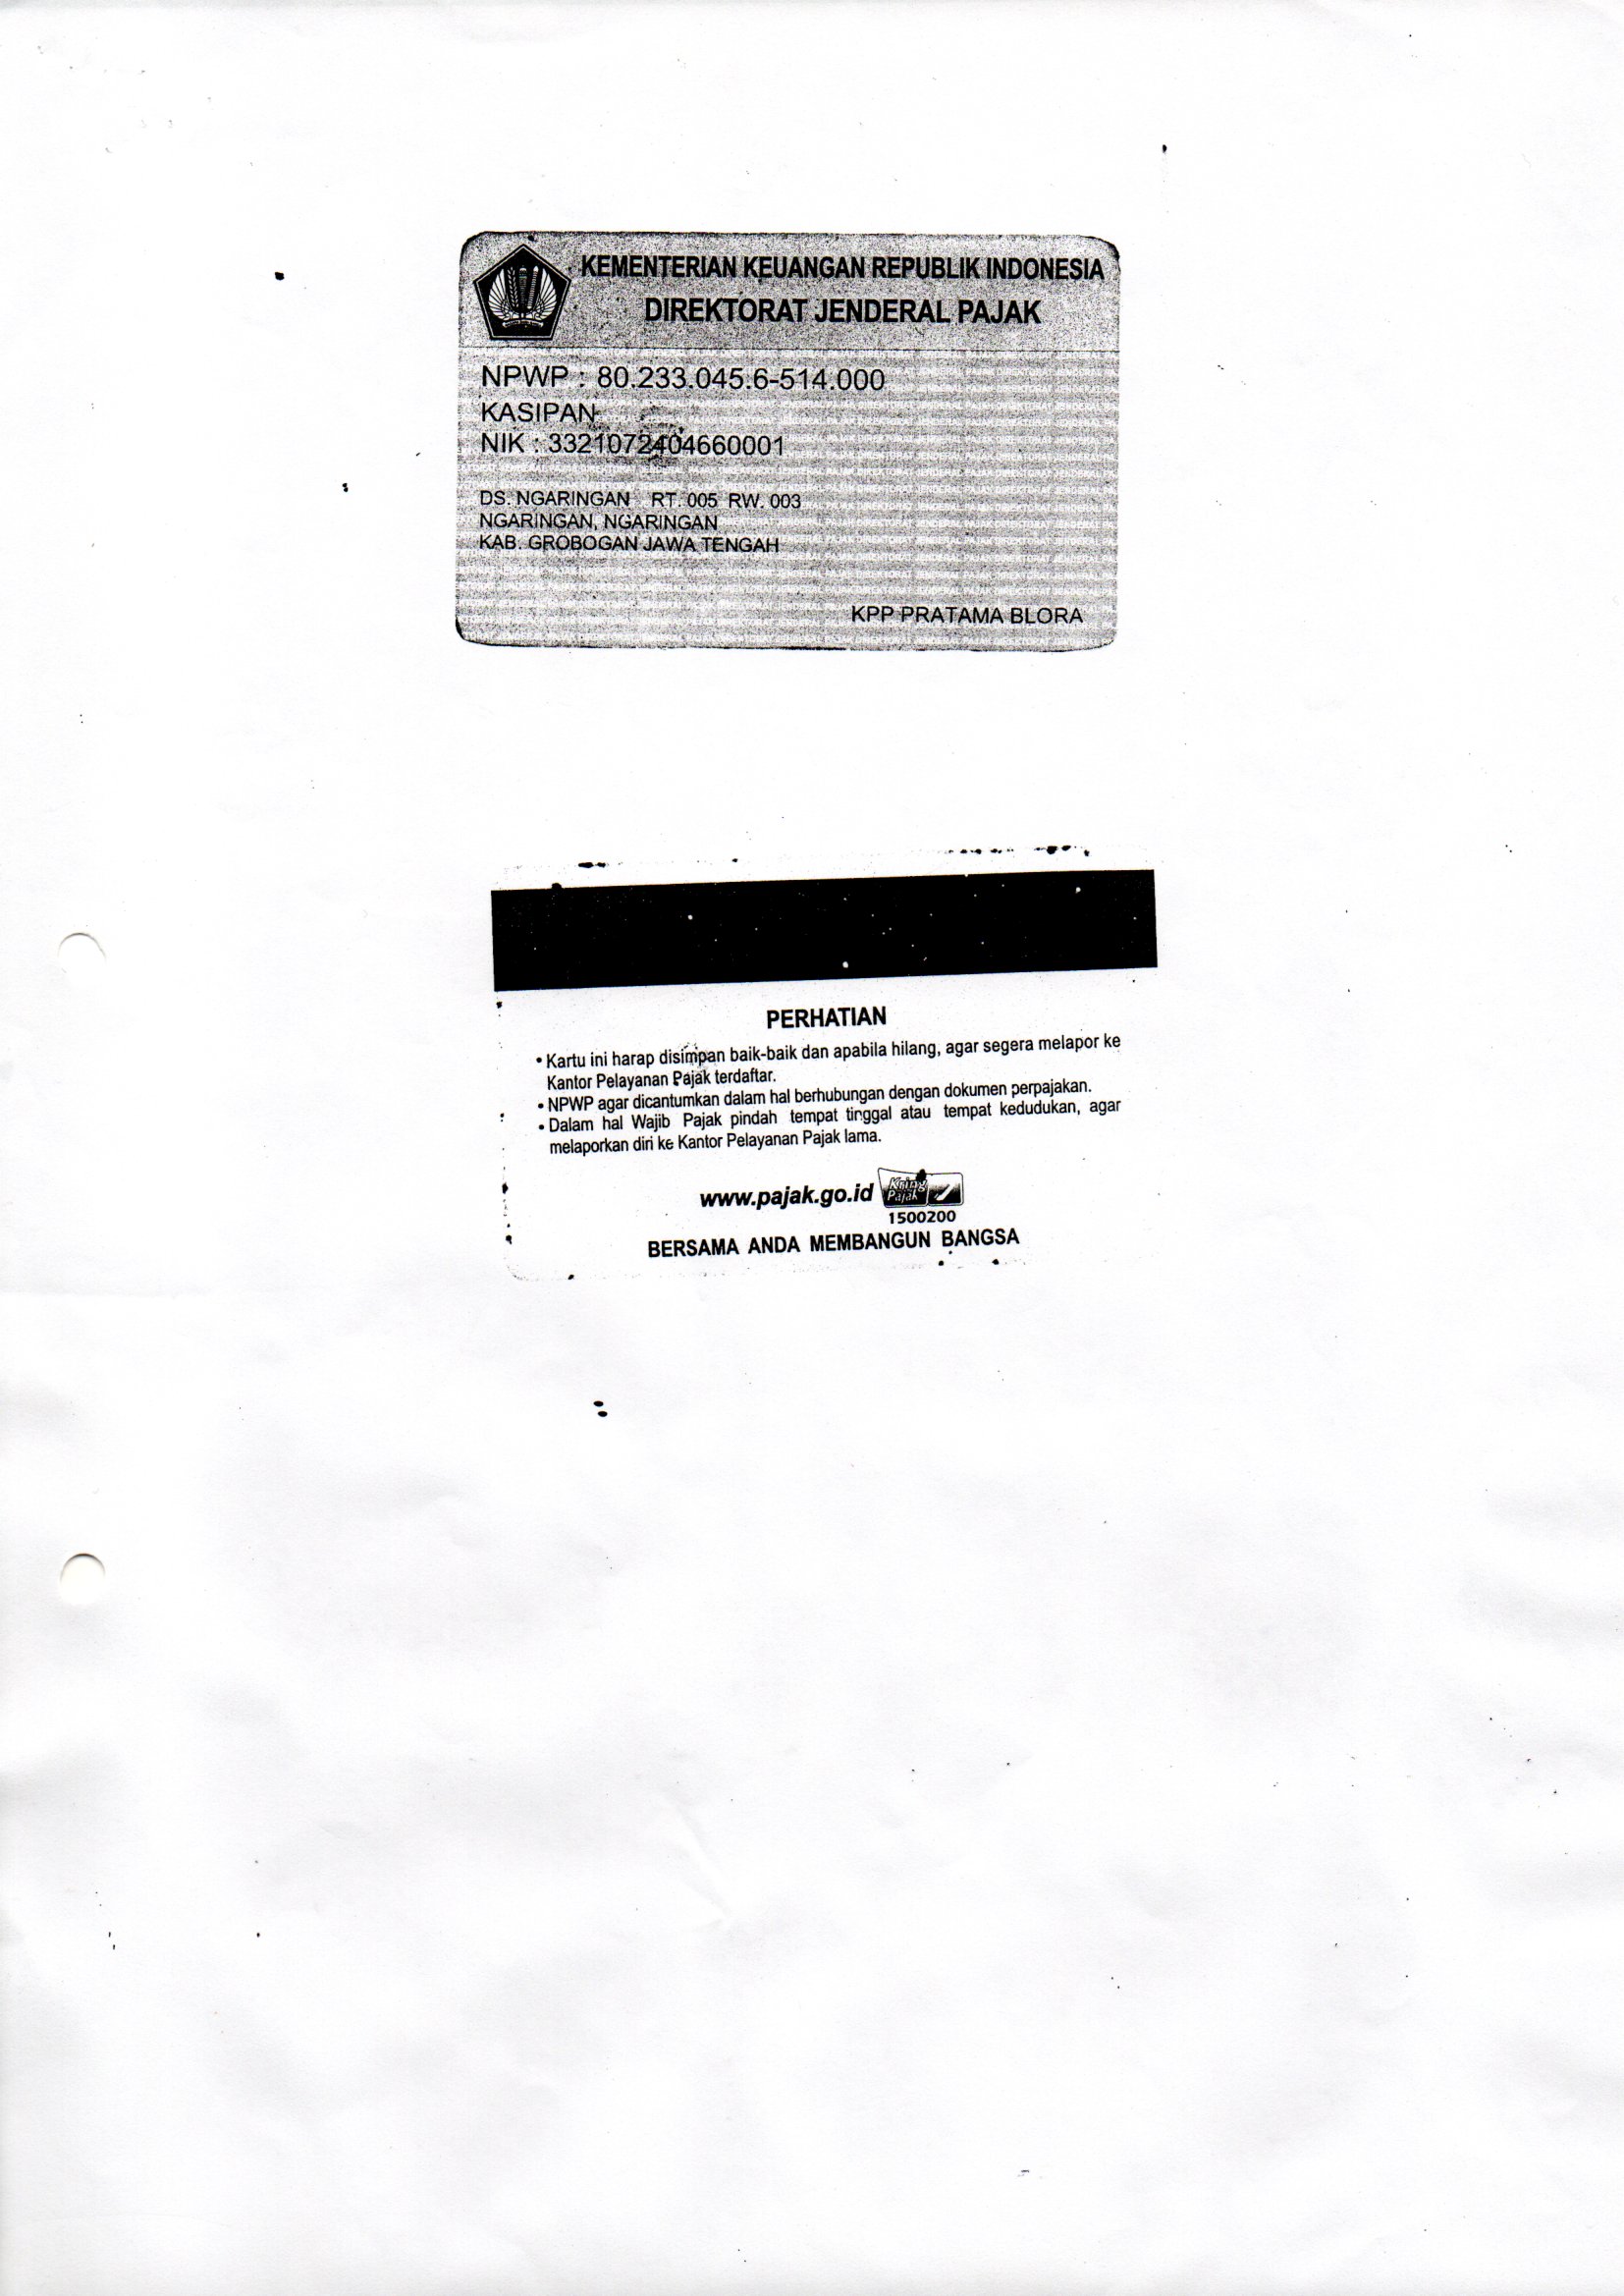 KEMENTERIAN KEUANGAN REPUBLIK INDONESIA
DIREKTORAT JENDERAL PAJAK
NPWP : 80.233.045.6-514.000
KASIPAN
NIK : 3321072404660001
DS. NGARINGAN RT. 005 RW. 003
NGARINGAN, NGARINGAN
KAB. GROBOGAN JAWA TENGAH
KPP PRATAMA BLORA
PERHATIAN
• Kartu ini harap disimpan baik-baik dan apabila hilang, agar segera melapor ke
Kantor Pelayanan Pajak terdaftar.
• NPWP agar dicantumkan dalam hal berhubungan dengan dokumen perpajakan.
• Dalam hal Wajib Pajak pindah tempat tinggal atau tempat kedudukan, agar
melaporkan diri ke Kantor Pelayanan Pajak lama.
www.pajak.go.id Kring Pajak
1500200
BERSAMA ANDA MEMBANGUN BANGSA